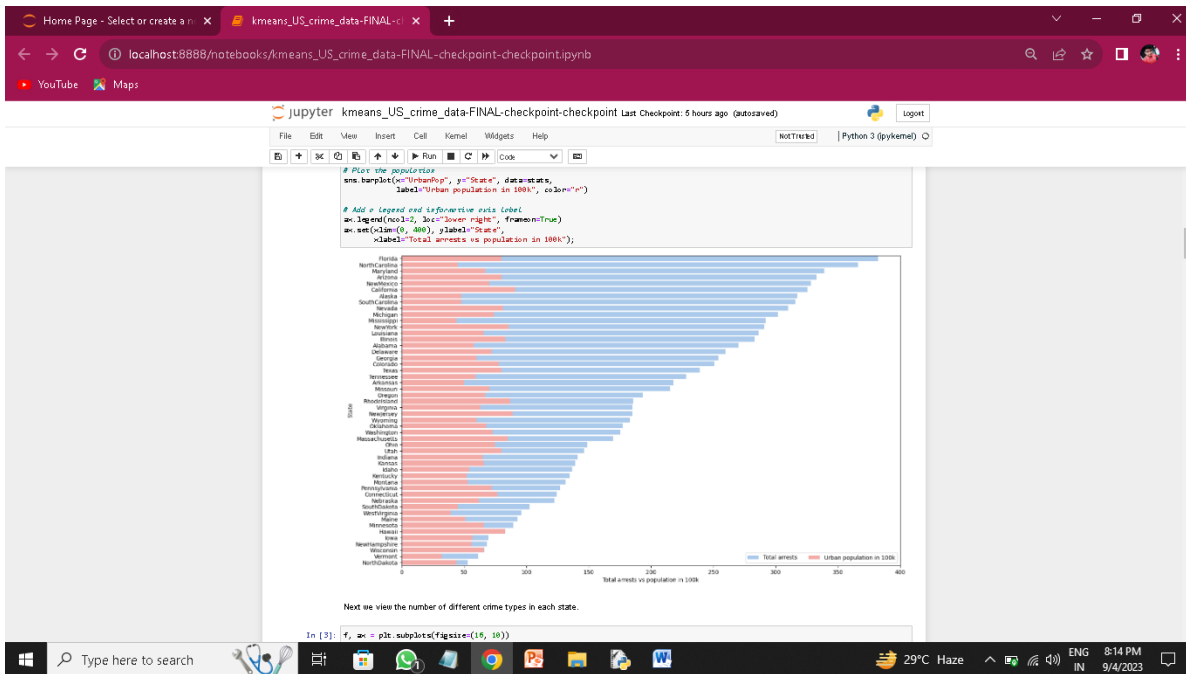 Home Page - Select or create a n
kmeans_US_crime_data-FINAL-cl
localhost:8888/notebooks/kmeans_US_crime_data-FINAL-checkpoint-checkpoint.ipynb
YouTube Maps
jupyter kmeans_US_crime_data-FINAL-checkpoint-checkpoint Last Checkpoint: 5 hours ago (autosaved)
Logout
File Edit View Insert Cell Kernel Widgets Help
Not Trusted Python 3 (ipykernel)
Run Code
# Plot the population
sns.barplot(x="UrbanPop", y="State", data=stats,
label="Urban population in 100k", color="r")
# Add a legend and informative axis label
ax.legend(ncol=2, loc="lower right", frameon=True)
ax.set(xlim=(0, 400), ylabel="State",
xlabel="Total arrests vs population in 100k");
Florida
NorthCarolina
Maryland
Arizona
NewMexico
California
Alaska
SouthCarolina
Nevada
Michigan
Mississippi
NewYork
Louisiana
Illinois
Alabama
Delaware
Georgia
Colorado
Texas
Tennessee
Arkansas
Missouri
Oregon
RhodeIsland
Virginia
NewJersey
Wyoming
Oklahoma
Washington
Massachusetts
Ohio
Utah
Indiana
Kansas
Idaho
Kentucky
Montana
Pennsylvania
Connecticut
Nebraska
SouthDakota
WestVirginia
Maine
Minnesota
Hawaii
Iowa
NewHampshire
Wisconsin
Vermont
NorthDakota
State
Total arrests Urban population in 100k
0 50 100 150 200 250 300 350 400
Total arrests vs population in 100k
Next we view the number of different crime types in each state.
In [3]: f, ax = plt.subplots(figsize=(16, 10))
Type here to search
29°C Haze
ENG
IN
8:14 PM
9/4/2023